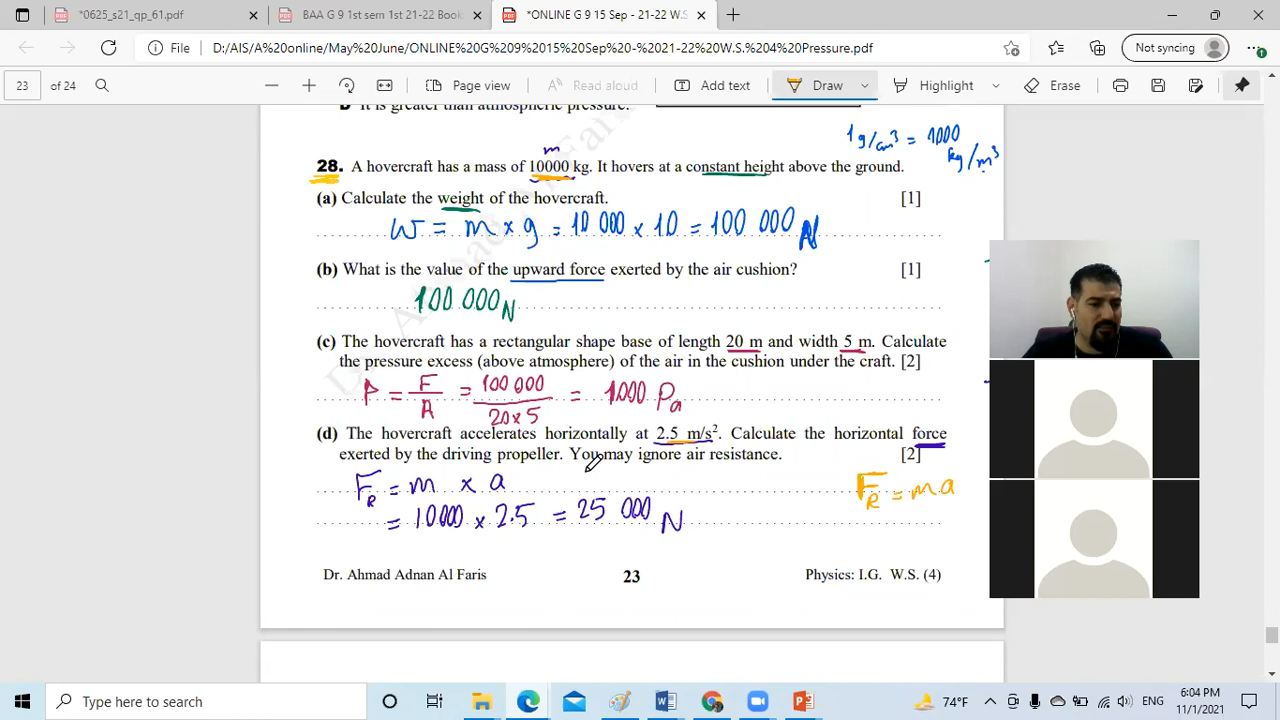 "0625_s21_qp_61.pdf
BAA G 9 1st sem 1st 21-22 Book
*ONLINE G 9 15 Sep - 21-22 W.S
File
D:/AIS/A%20online/May%20June/ONLINE%20G%209%2015%20Sep%20-%2021-22%20W.S.%204%20Pressure.pdf
Not syncing
23
of 24
Page view
Read aloud
Add text
Draw
Highlight
Erase
D It is greater than atmospheric pressure.
1g/cm³ = 1000 kg/m³
m
28. A hovercraft has a mass of 10000 kg. It hovers at a constant height above the ground.
(a) Calculate the weight of the hovercraft. [1]
W = m × g = 10 000 × 10 = 100 000 N
(b) What is the value of the upward force exerted by the air cushion? [1]
100 000 N
(c) The hovercraft has a rectangular shape base of length 20 m and width 5 m. Calculate
the pressure excess (above atmosphere) of the air in the cushion under the craft. [2]
P = F/A = 100 000/20×5 = 1000 Pa
(d) The hovercraft accelerates horizontally at 2.5 m/s². Calculate the horizontal force
exerted by the driving propeller. You may ignore air resistance. [2]
F_R = m × a
F_R = ma
= 10000 × 2.5 = 25 000 N
Dr. Ahmad Adnan Al Faris
23
Physics: I.G. W.S. (4)
Type here to search
74°F
ENG
6:04 PM
11/1/2021